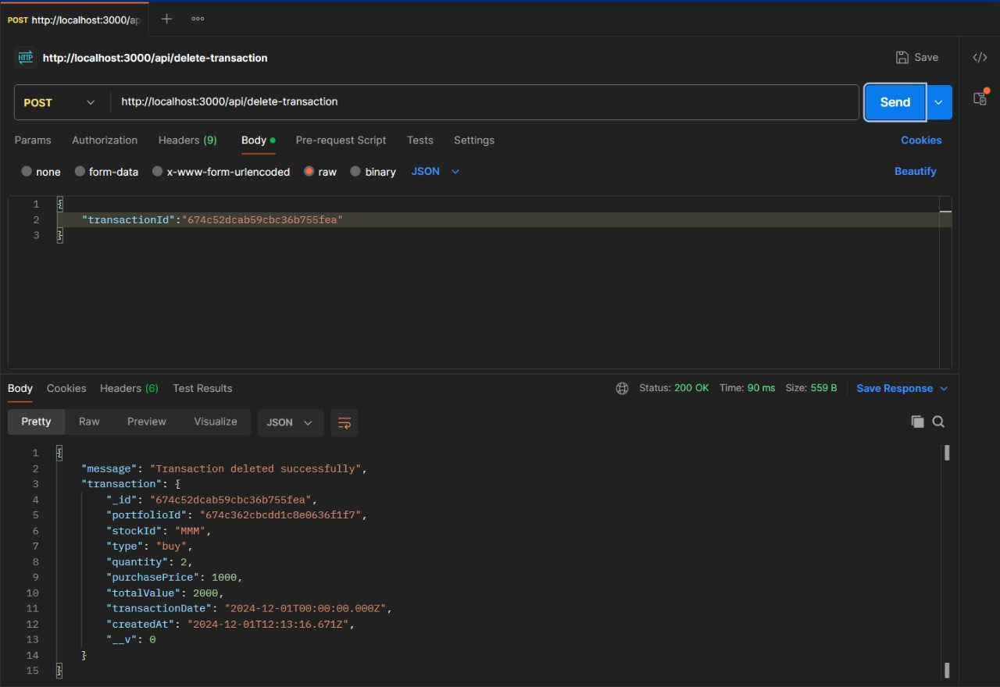 POST http://localhost:3000/ap
HTTP http://localhost:3000/api/delete-transaction Save
POST http://localhost:3000/api/delete-transaction Send
Params Authorization Headers (9) Body Pre-request Script Tests Settings Cookies
none form-data x-www-form-urlencoded raw binary JSON Beautify
1 {
2 "transactionId":"674c52dcab59cbc36b755fea"
3 }
Body Cookies Headers (6) Test Results Status: 200 OK Time: 90 ms Size: 559 B Save Response
Pretty Raw Preview Visualize JSON
1 {
2 "message": "Transaction deleted successfully",
3 "transaction": {
4 "_id": "674c52dcab59cbc36b755fea",
5 "portfolioId": "674c362cbcdd1c8e0636f1f7",
6 "stockId": "MMM",
7 "type": "buy",
8 "quantity": 2,
9 "purchasePrice": 1000,
10 "totalValue": 2000,
11 "transactionDate": "2024-12-01T00:00:00.000Z",
12 "createdAt": "2024-12-01T12:13:16.671Z",
13 "__v": 0
14 }
15 }